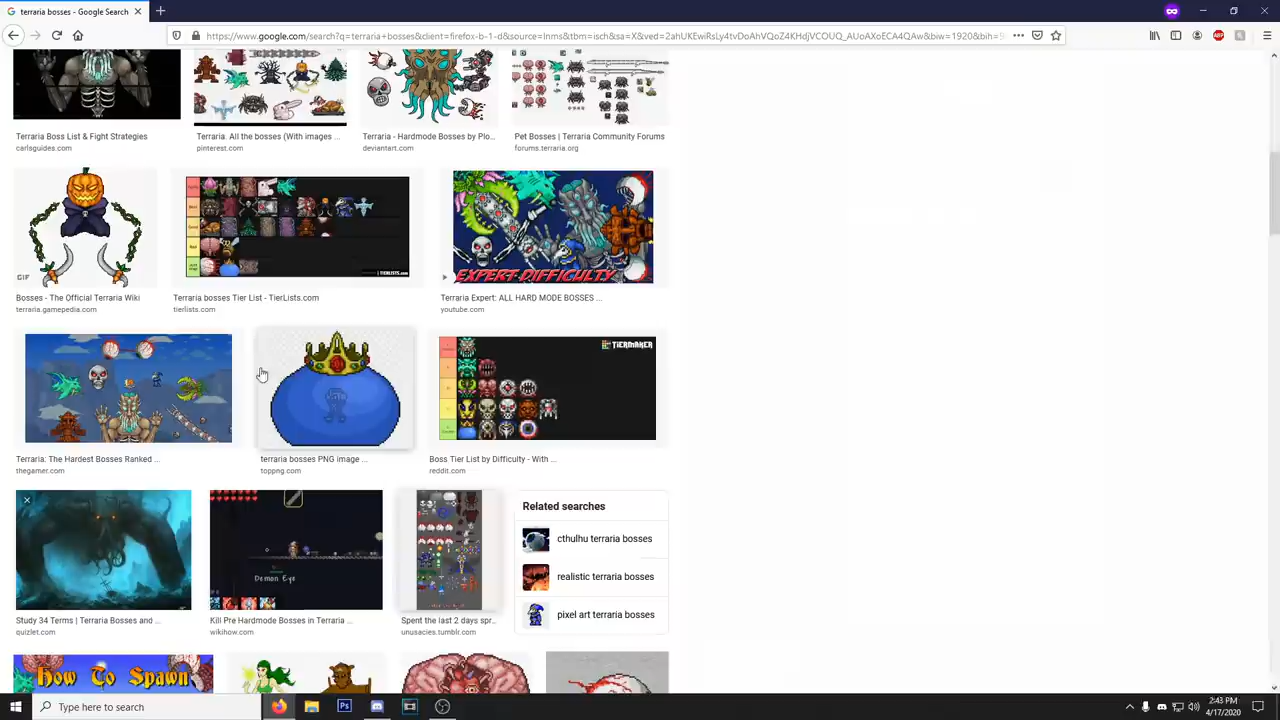 terraria bosses - Google Search
https://www.google.com/search?q=terraria+bosses&client=firefox-b-1-d&source=lnms&tbm=isch&sa=X&ved=
Terraria Boss List & Fight Strategies
carlsguides.com
Terraria. All the bosses (With images ...
pinterest.com
Terraria - Hardmode Bosses by Plo...
deviantart.com
Pet Bosses | Terraria Community Forums
forums.terraria.org
GIF
TIERLISTS.com
EXPERT DIFFICULTY
Bosses - The Official Terraria Wiki
terraria.gamepedia.com
Terraria bosses Tier List - TierLists.com
tierlists.com
Terraria Expert: ALL HARD MODE BOSSES ...
youtube.com
TIERMAKER
Terraria: The Hardest Bosses Ranked ...
thegamer.com
terraria bosses PNG image ...
toppng.com
Boss Tier List by Difficulty - With ...
reddit.com
Demon Eye
Related searches
cthulhu terraria bosses
realistic terraria bosses
pixel art terraria bosses
Study 34 Terms | Terraria Bosses and ...
quizlet.com
Kill Pre Hardmode Bosses in Terraria ...
wikihow.com
Spent the last 2 days spr...
unusacies.tumblr.com
How To Spawn
Type here to search
2:43 PM
4/17/2020